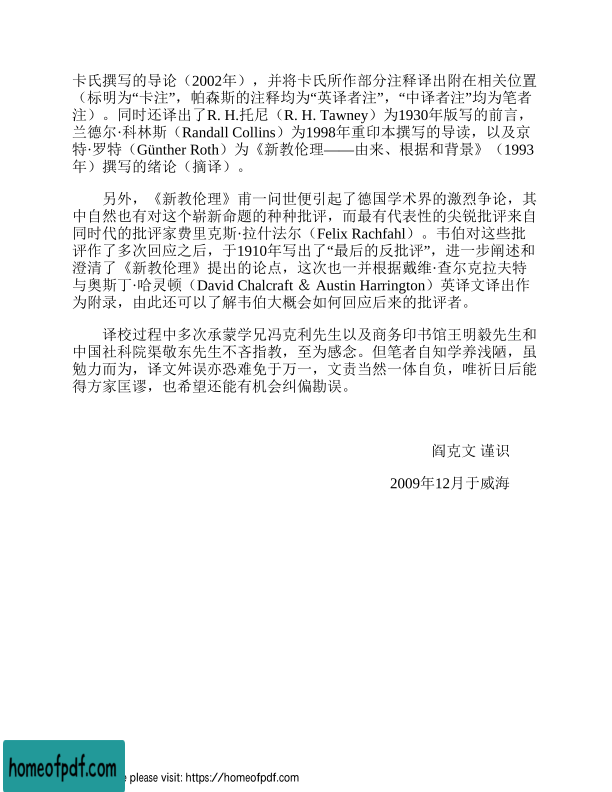 卡氏撰写的导论（2002年），并将卡氏所作部分注释译出附在相关位置
（标明为“卡注”，帕森斯的注释均为“英译者注”，“中译者注”均为笔者
注）。同时还译出了R. H.托尼（R. H. Tawney）为1930年版写的前言，
兰德尔·科林斯（Randall Collins）为1998年重印本撰写的导读，以及京
特·罗特（Günther Roth）为《新教伦理——由来、根据和背景》（1993
年）撰写的绪论（摘译）。
另外，《新教伦理》甫一问世便引起了德国学术界的激烈争论，其
中自然也有对这个崭新命题的种种批评，而最有代表性的尖锐批评来自
同时代的批评家费里克斯·拉什法尔（Felix Rachfahl）。韦伯对这些批
评作了多次回应之后，于1910年写出了“最后的反批评”，进一步阐述和
澄清了《新教伦理》提出的论点，这次也一并根据戴维·查尔克拉夫特
与奥斯丁·哈灵顿（David Chalcraft & Austin Harrington）英译文译出作
为附录，由此还可以了解韦伯大概会如何回应后来的批评者。
译校过程中多次承蒙学兄冯克利先生以及商务印书馆王明毅先生和
中国社科院渠敬东先生不吝指教，至为感念。但笔者自知学养浅陋，虽
勉力而为，译文舛误亦恐难免于万一，文责当然一体自负，唯祈日后能
得方家匡谬，也希望还能有机会纠偏勘误。
阎克文 谨识
2009年12月于威海
homeofpdf.com
e please visit: https://homeofpdf.com